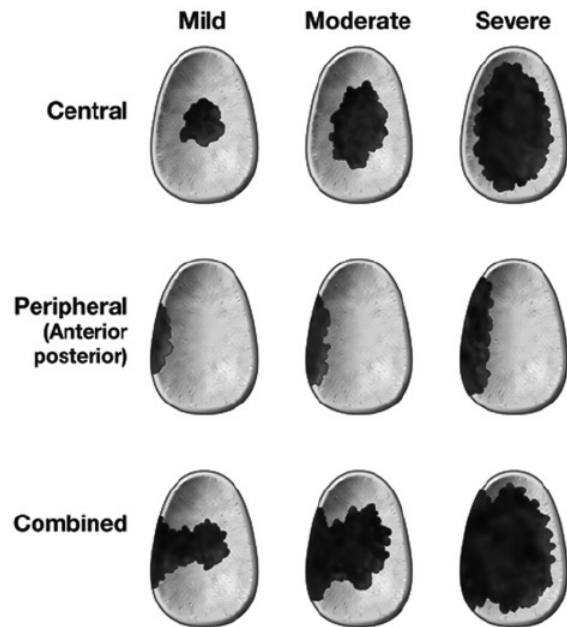 Mild Moderate Severe
Central
Peripheral
(Anterior
posterior)
Combined